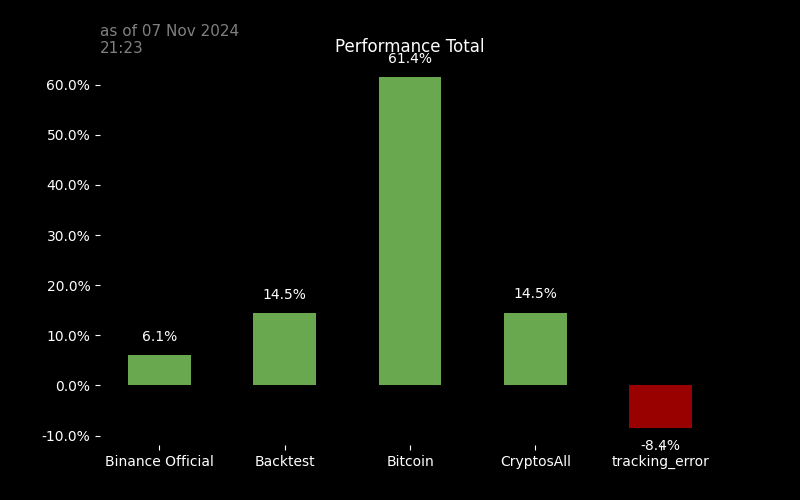 as of 07 Nov 2024
21:23
Performance Total
61.4%
60.0%
50.0%
40.0%
30.0%
20.0%
10.0%
0.0%
-10.0%
6.1%
14.5%
14.5%
-8.4%
Binance Official
Backtest
Bitcoin
CryptosAll
tracking_error